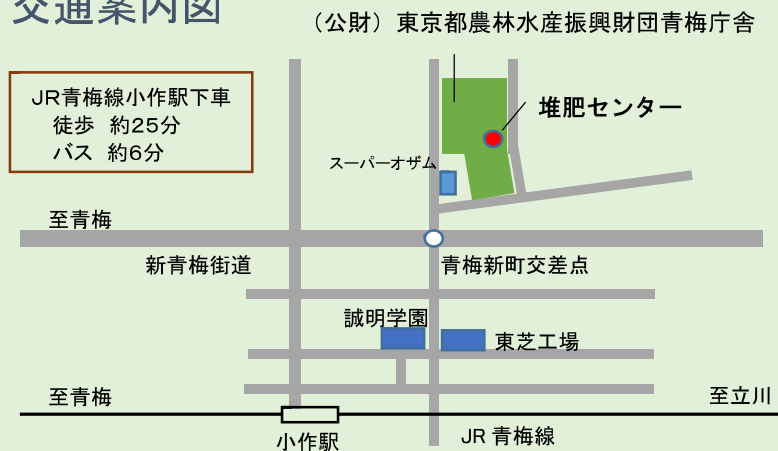 交通案内図
（公財）東京都農林水産振興財団青梅庁舎
JR青梅線小作駅下車
徒歩 約25分
バス 約6分
堆肥センター
スーパーオザム
至青梅
新青梅街道
青梅新町交差点
誠明学園
東芝工場
至青梅
至立川
小作駅
JR 青梅線